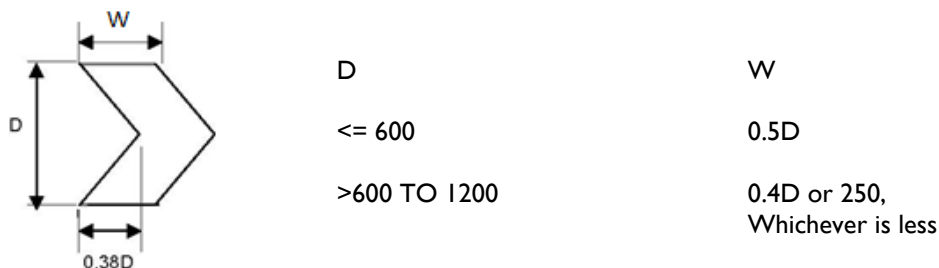 W
D
0.38D
D W
<= 600 0.5D
>600 TO 1200 0.4D or 250,
Whichever is less